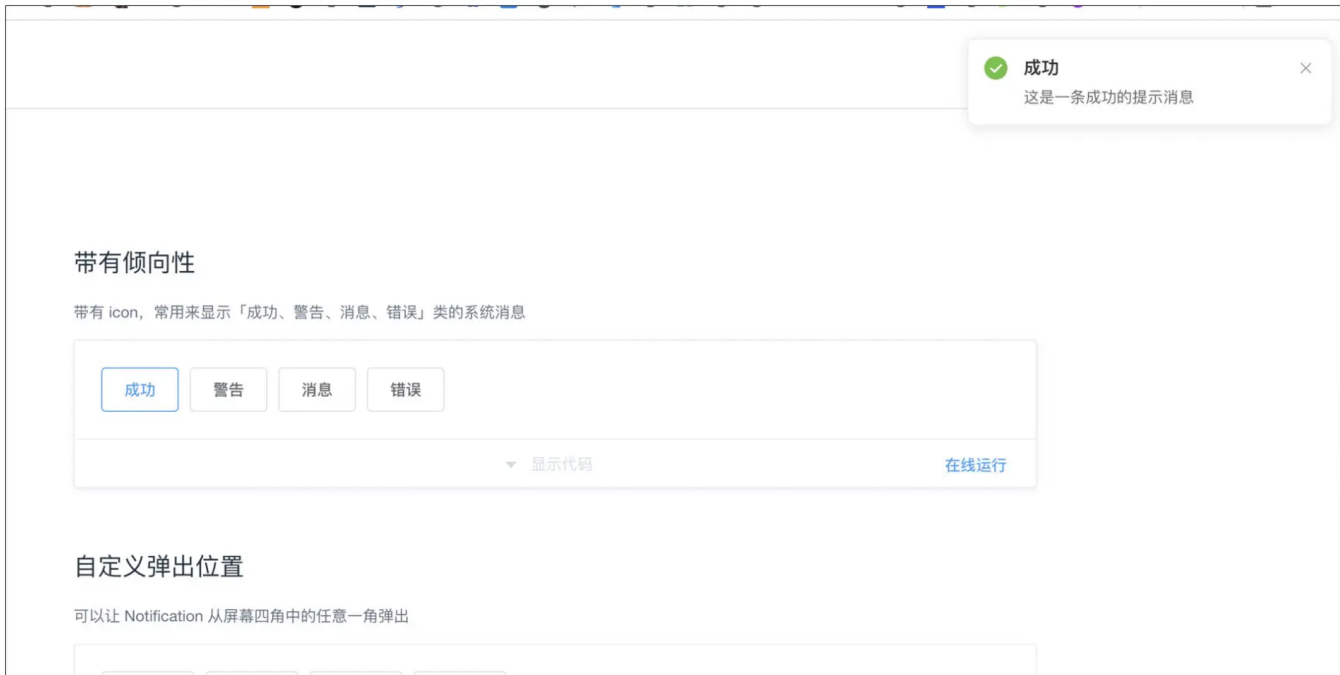 成功
这是一条成功的提示消息
带有倾向性
带有 icon，常用来显示「成功、警告、消息、错误」类的系统消息
成功 警告 消息 错误
显示代码 在线运行
自定义弹出位置
可以让 Notification 从屏幕四角中的任意一角弹出